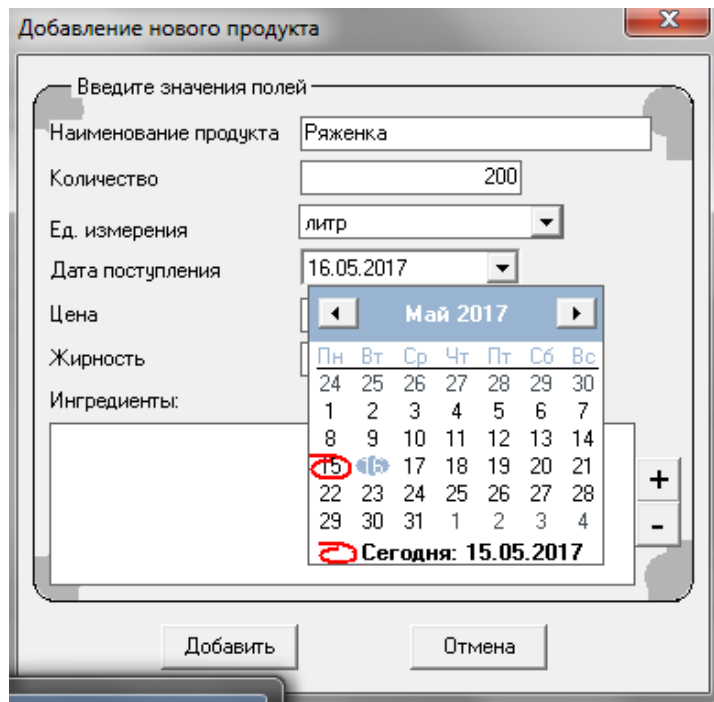 Добавление нового продукта
Введите значения полей
Наименование продукта Ряженка
Количество 200
Ед. измерения литр
Дата поступления 16.05.2017
Цена
Май 2017
Жирность
Пн Вт Ср Чт Пт Сб Вс
24 25 26 27 28 29 30
Ингредиенты:
1 2 3 4 5 6 7
8 9 10 11 12 13 14
15 16 17 18 19 20 21
+
22 23 24 25 26 27 28
29 30 31 1 2 3 4
-
Сегодня: 15.05.2017
Добавить Отмена